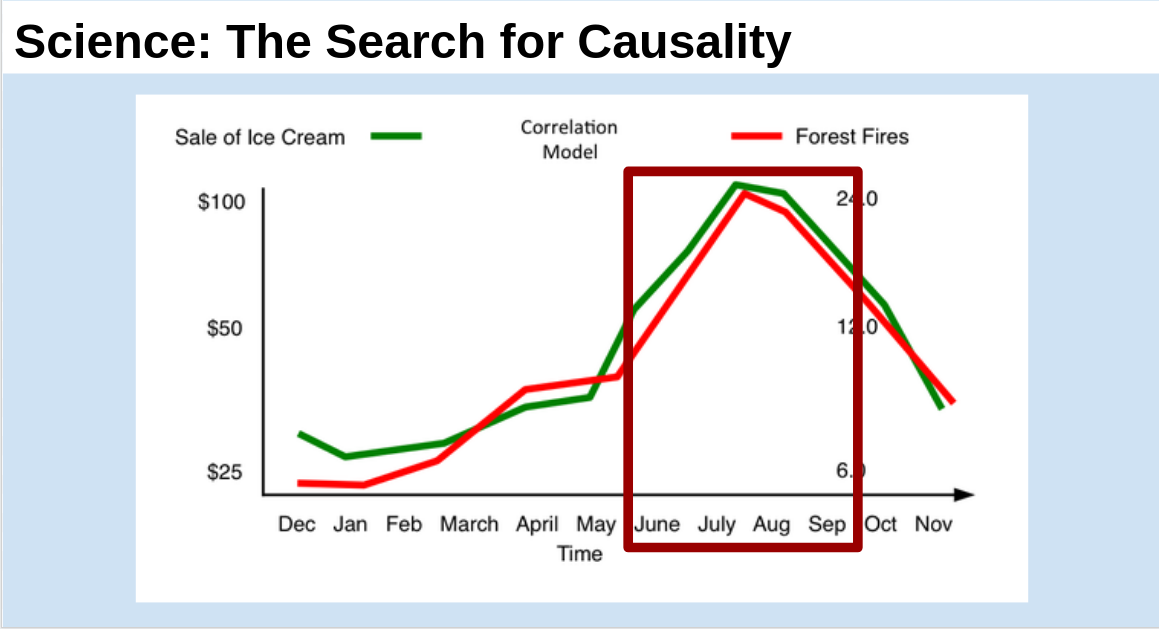 Science: The Search for Causality
Sale of Ice Cream
Correlation
Model
Forest Fires
$100
24.0
$50
12.0
$25
6.0
Dec Jan Feb March April May June July Aug Sep Oct Nov
Time